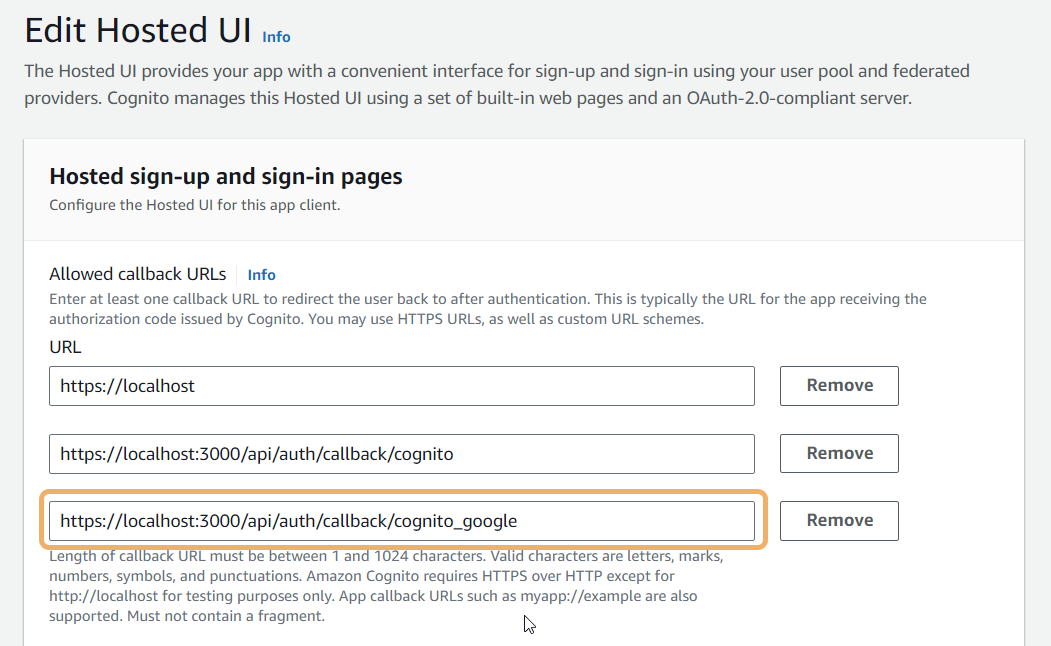 Edit Hosted UI Info
The Hosted UI provides your app with a convenient interface for sign-up and sign-in using your user pool and federated
providers. Cognito manages this Hosted UI using a set of built-in web pages and an OAuth-2.0-compliant server.
Hosted sign-up and sign-in pages
Configure the Hosted UI for this app client.
Allowed callback URLs Info
Enter at least one callback URL to redirect the user back to after authentication. This is typically the URL for the app receiving the
authorization code issued by Cognito. You may use HTTPS URLs, as well as custom URL schemes.
URL
https://localhost Remove
https://localhost:3000/api/auth/callback/cognito Remove
https://localhost:3000/api/auth/callback/cognito_google Remove
Length of callback URL must be between 1 and 1024 characters. Valid characters are letters, marks,
numbers, symbols, and punctuations. Amazon Cognito requires HTTPS over HTTP except for
http://localhost for testing purposes only. App callback URLs such as myapp://example are also
supported. Must not contain a fragment.